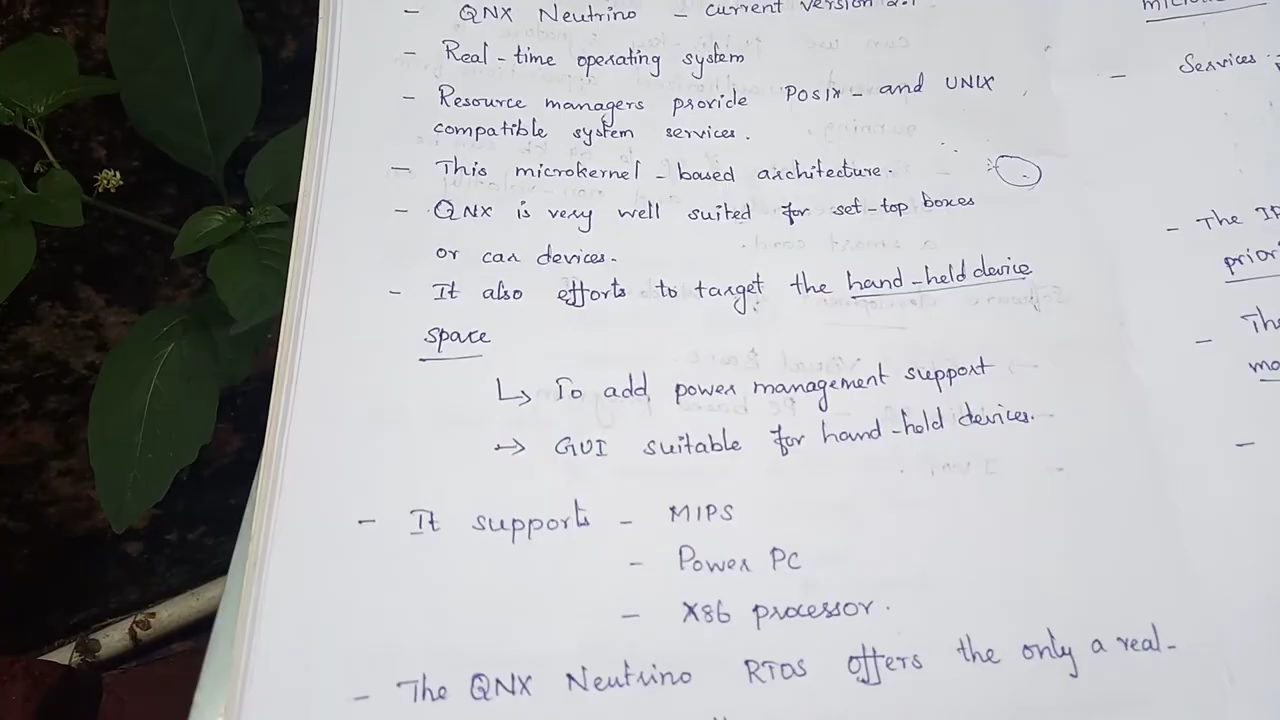 - QNX Neutrino - current version 2.1
- Real-time operating system
- Resource managers provide POSIX- and UNIX
compatible system services.
- This microkernel-based architecture.
- QNX is very well suited for set-top boxes
or car devices.
- It also efforts to target the hand-held device
space
↳ To add power management support
→ GUI suitable for hand-held devices.
- It supports - MIPS
- Power PC
- X86 processor.
- The QNX Neutrino RTOS offers the only a real-
- Services
- The
prior
- The
-